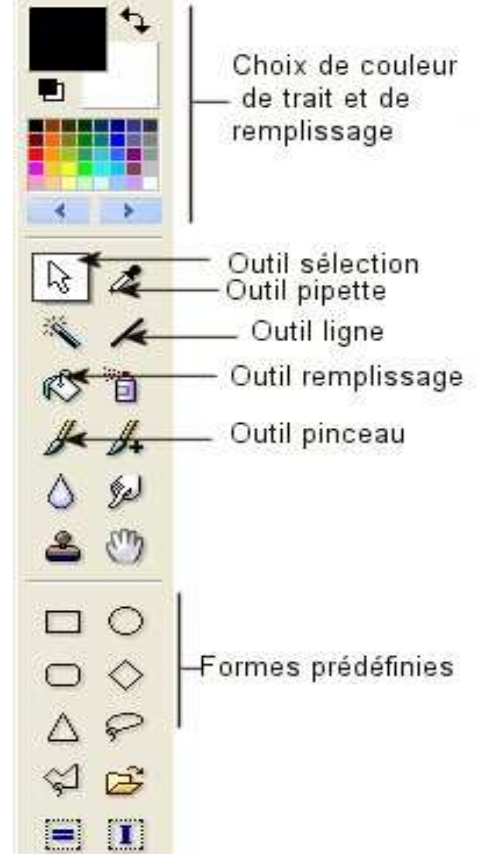 Choix de couleur
de trait et de
remplissage
Outil sélection
Outil pipette
Outil ligne
Outil remplissage
Outil pinceau
Formes prédéfinies